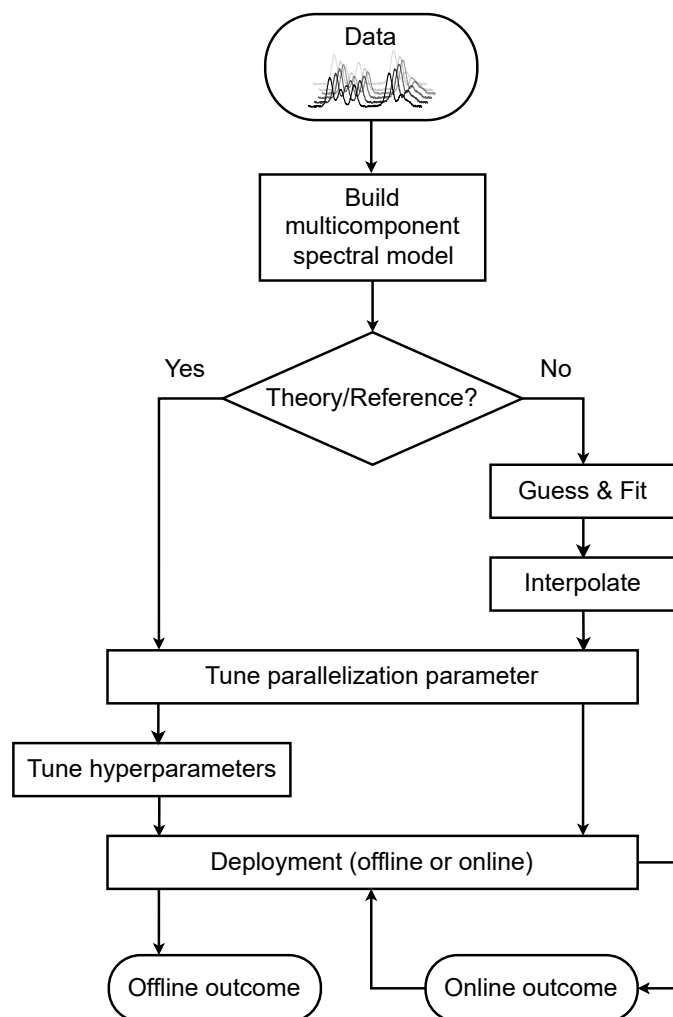 Data
Build
multicomponent
spectral model
Yes
No
Theory/Reference?
Guess & Fit
Interpolate
Tune parallelization parameter
Tune hyperparameters
Deployment (offline or online)
Offline outcome
Online outcome